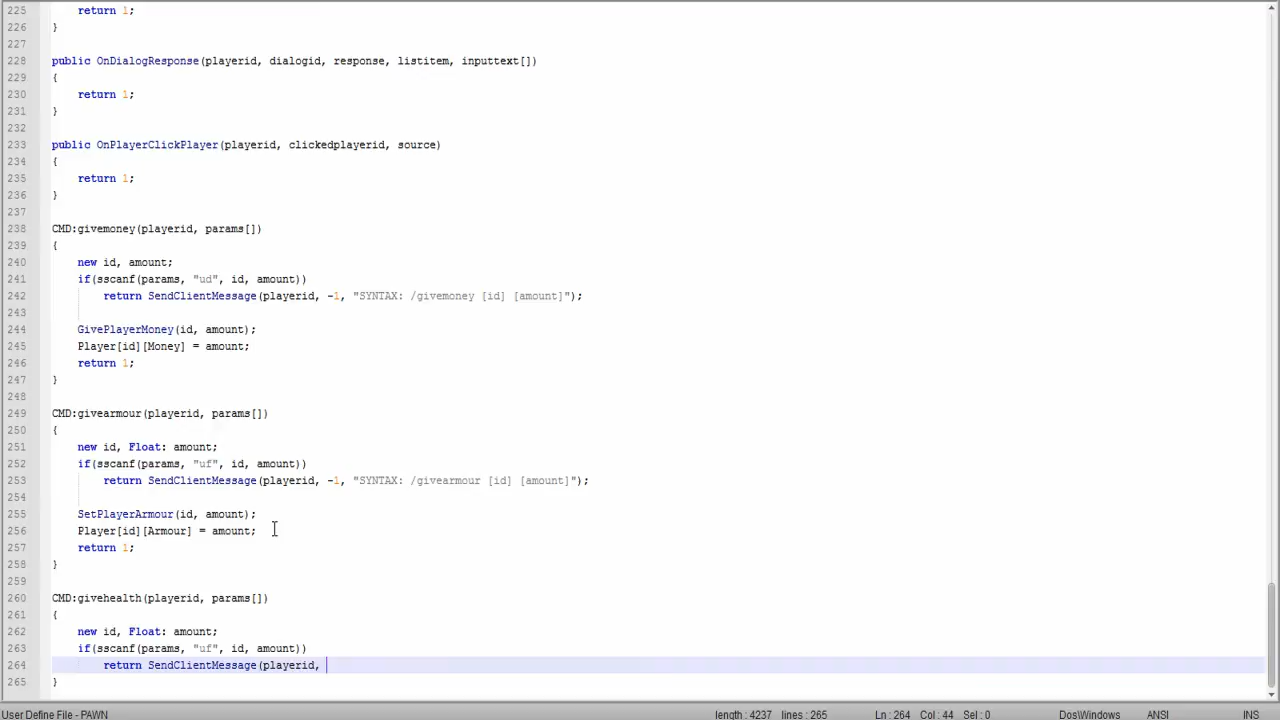 225 return 1;
226 }
227
228 public OnDialogResponse(playerid, dialogid, response, listitem, inputtext[])
229 {
230 return 1;
231 }
232
233 public OnPlayerClickPlayer(playerid, clickedplayerid, source)
234 {
235 return 1;
236 }
237
238 CMD:givemoney(playerid, params[])
239 {
240 new id, amount;
241 if(sscanf(params, "ud", id, amount))
242 return SendClientMessage(playerid, -1, "SYNTAX: /givemoney [id] [amount]");
243
244 GivePlayerMoney(id, amount);
245 Player[id][Money] = amount;
246 return 1;
247 }
248
249 CMD:givearmour(playerid, params[])
250 {
251 new id, Float: amount;
252 if(sscanf(params, "uf", id, amount))
253 return SendClientMessage(playerid, -1, "SYNTAX: /givearmour [id] [amount]");
254
255 SetPlayerArmour(id, amount);
256 Player[id][Armour] = amount;
257 return 1;
258 }
259
260 CMD:givehealth(playerid, params[])
261 {
262 new id, Float: amount;
263 if(sscanf(params, "uf", id, amount))
264 return SendClientMessage(playerid,
265 }
User Define File - PAWN length : 4237 lines : 265 Ln : 264 Col : 44 Sel : 0 Dos\Windows ANSI INS